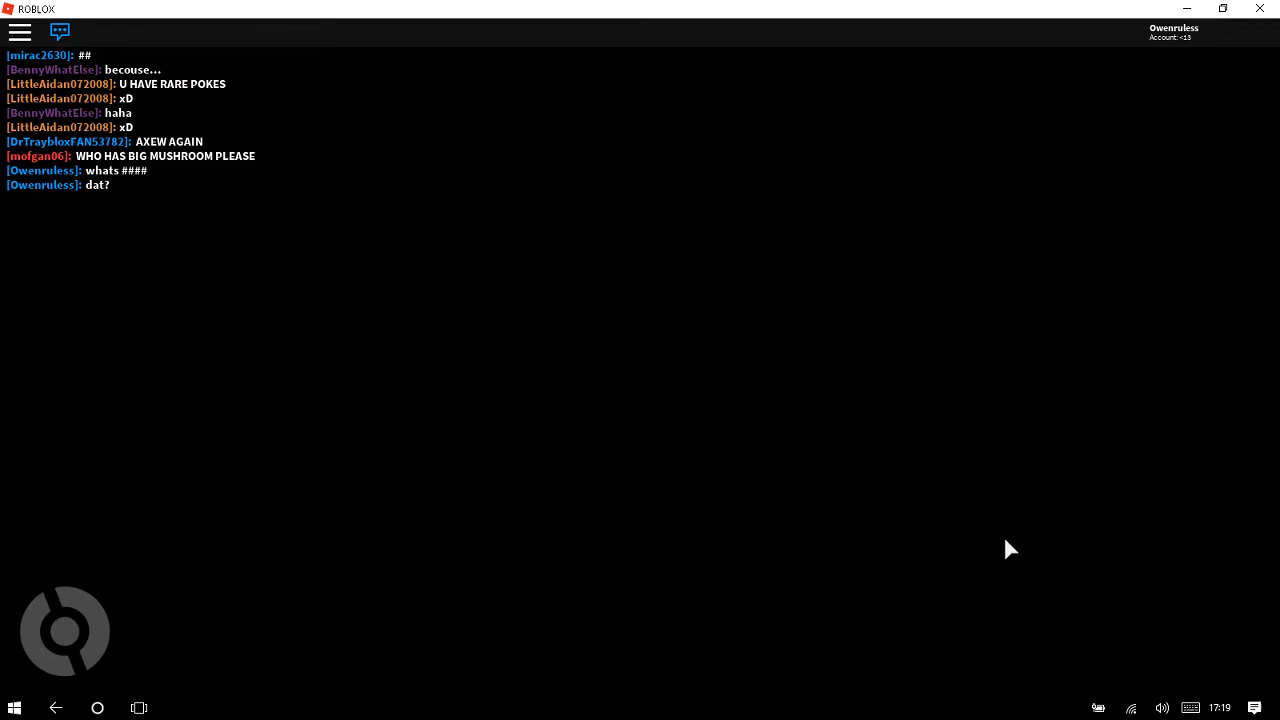 ROBLOX
Owenruless
Account: <13
[mirac2630]: ##
[BennyWhatElse]: becouse...
[LittleAidan072008]: U HAVE RARE POKES
[LittleAidan072008]: xD
[BennyWhatElse]: haha
[LittleAidan072008]: xD
[DrTraybloxFAN53782]: AXEW AGAIN
[mofgan06]: WHO HAS BIG MUSHROOM PLEASE
[Owenruless]: whats ####
[Owenruless]: dat?
17:19